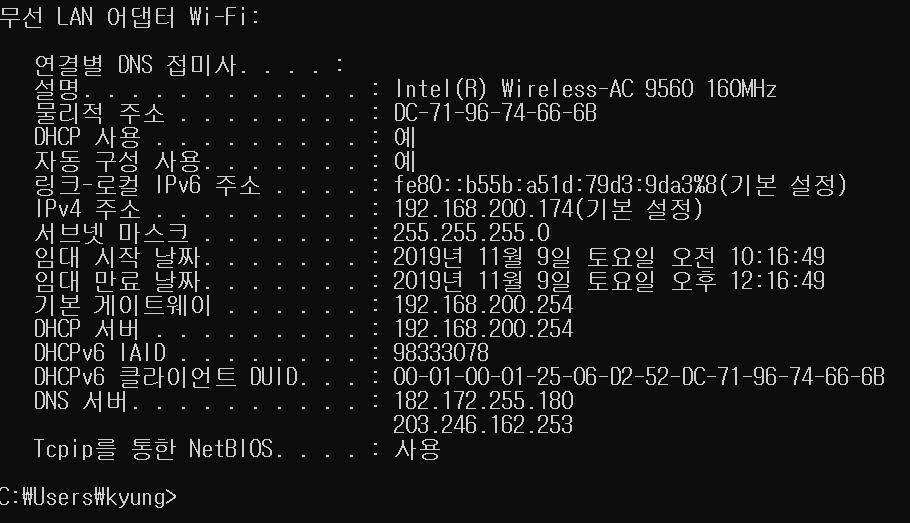 무선 LAN 어댑터 Wi-Fi:
연결별 DNS 접미사. . . . :
설명. . . . . . . . . . . . : Intel(R) Wireless-AC 9560 160MHz
물리적 주소 . . . . . . . . : DC-71-96-74-66-6B
DHCP 사용 . . . . . . . . . : 예
자동 구성 사용. . . . . . . : 예
링크-로컬 IPv6 주소 . . . . : fe80::b55b:a51d:79d3:9da3%8(기본 설정)
IPv4 주소 . . . . . . . . . : 192.168.200.174(기본 설정)
서브넷 마스크 . . . . . . . : 255.255.255.0
임대 시작 날짜. . . . . . . : 2019년 11월 9일 토요일 오전 10:16:49
임대 만료 날짜. . . . . . . : 2019년 11월 9일 토요일 오후 12:16:49
기본 게이트웨이 . . . . . . : 192.168.200.254
DHCP 서버 . . . . . . . . . : 192.168.200.254
DHCPv6 IAID . . . . . . . . : 98333078
DHCPv6 클라이언트 DUID. . . : 00-01-00-01-25-06-D2-52-DC-71-96-74-66-6B
DNS 서버. . . . . . . . . . : 182.172.255.180
203.246.162.253
Tcpip를 통한 NetBIOS. . . . : 사용
C:₩Users₩kyung>